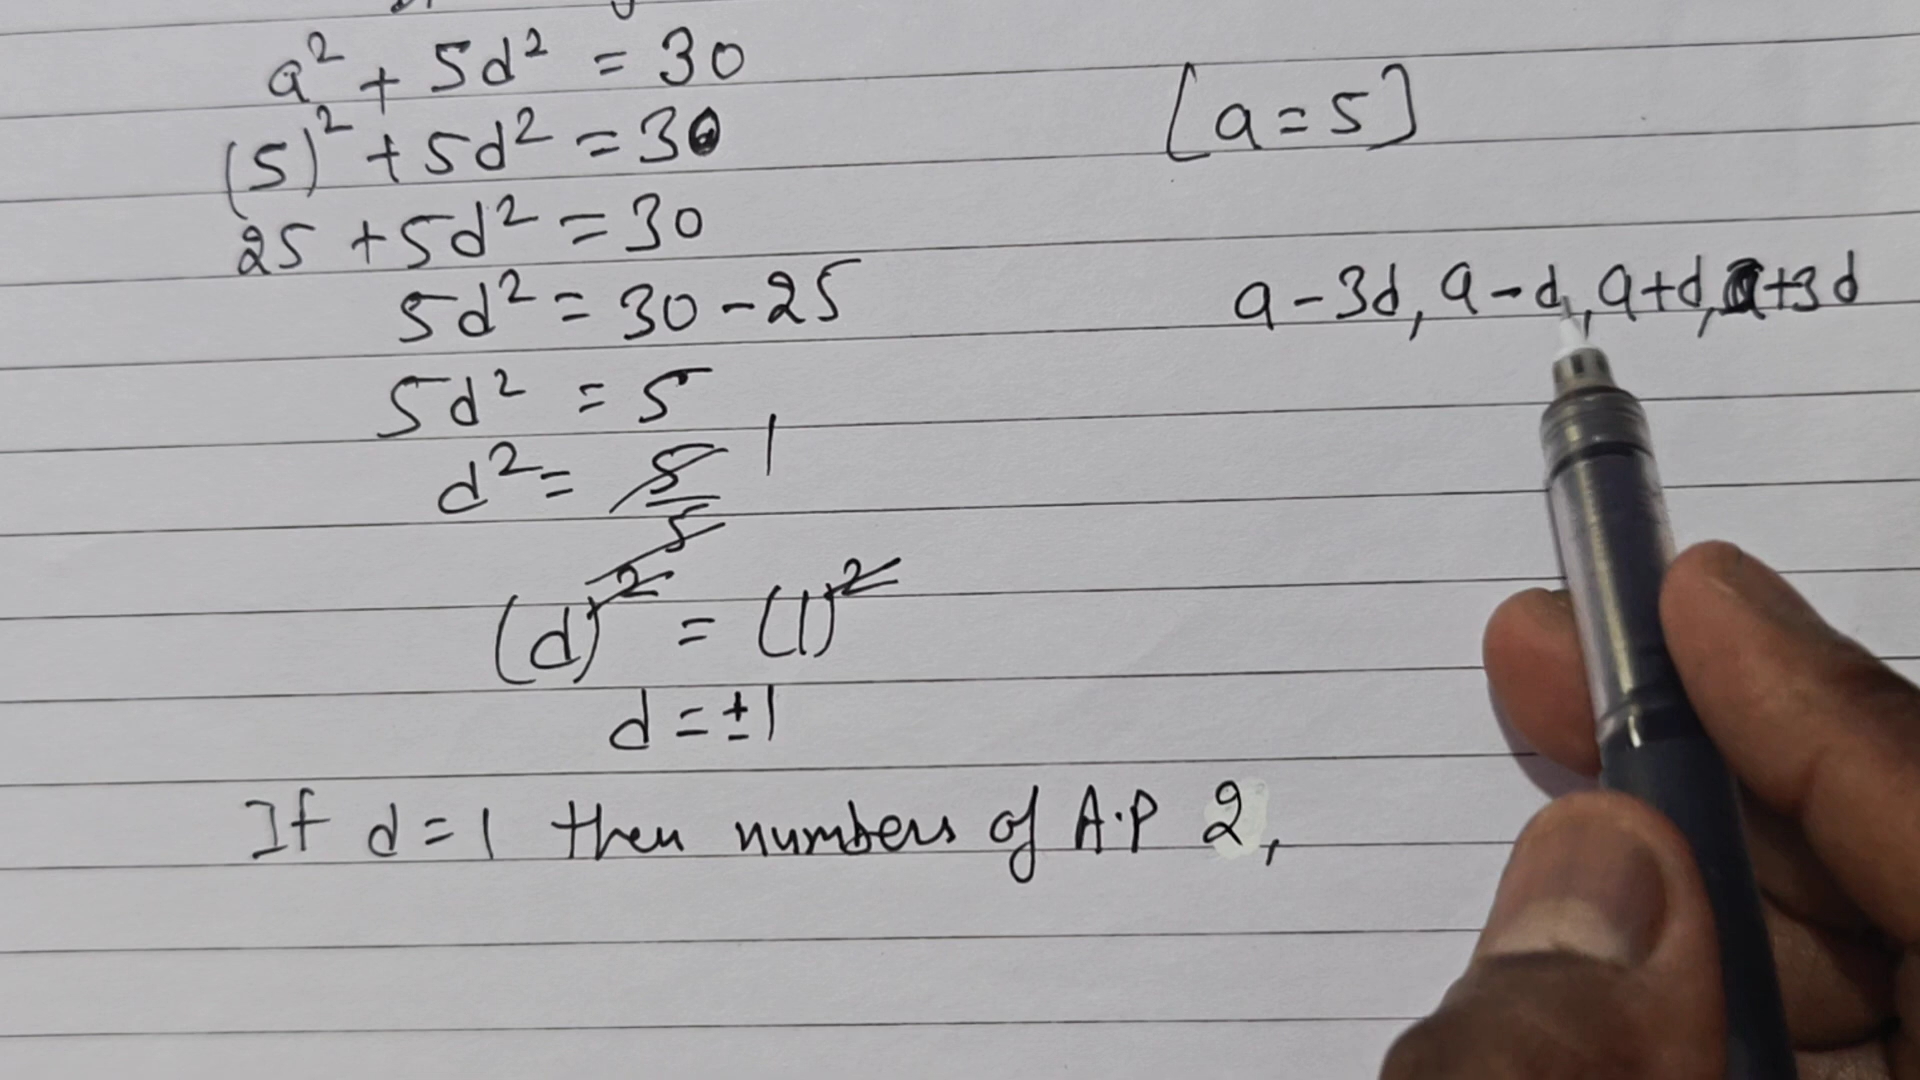 a² + 5d² = 30
[a = 5]
(5)² + 5d² = 30
25 + 5d² = 30
a - 3d, a - d, a + d, a + 3d
5d² = 30 - 25
5d² = 5
d² = 5/5 1
(d)² = (1)²
d = ±1
If d = 1 then numbers of A.P 2,